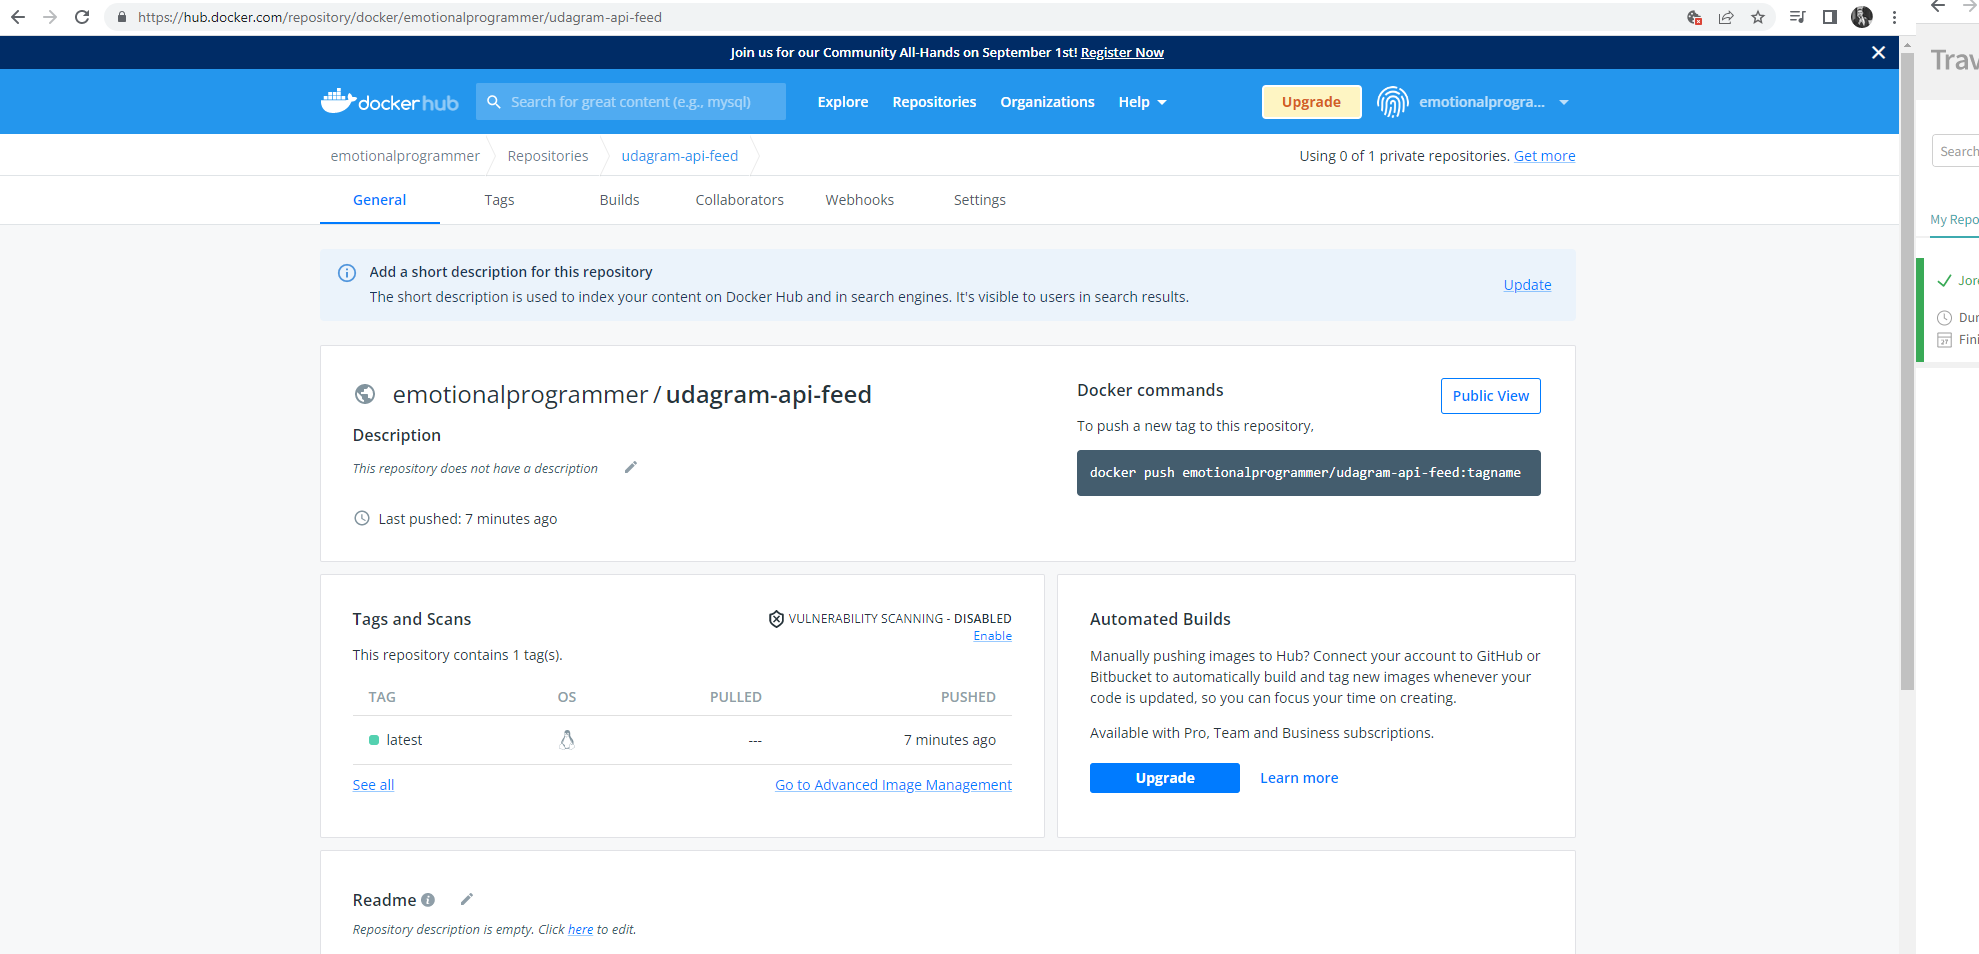 https://hub.docker.com/repository/docker/emotionalprogrammer/udagram-api-feed
Join us for our Community All-Hands on September 1st! Register Now
dockerhub
Search for great content (e.g., mysql)
Explore
Repositories
Organizations
Help
Upgrade
emotionalprogra...
emotionalprogrammer
Repositories
udagram-api-feed
Using 0 of 1 private repositories. Get more
General
Tags
Builds
Collaborators
Webhooks
Settings
Add a short description for this repository
The short description is used to index your content on Docker Hub and in search engines. It's visible to users in search results.
Update
emotionalprogrammer / udagram-api-feed
Description
This repository does not have a description
Last pushed: 7 minutes ago
Docker commands
Public View
To push a new tag to this repository,
docker push emotionalprogrammer/udagram-api-feed:tagname
Tags and Scans
VULNERABILITY SCANNING - DISABLED
Enable
This repository contains 1 tag(s).
TAG OS PULLED PUSHED
latest --- 7 minutes ago
See all
Go to Advanced Image Management
Automated Builds
Manually pushing images to Hub? Connect your account to GitHub or
Bitbucket to automatically build and tag new images whenever your
code is updated, so you can focus your time on creating.
Available with Pro, Team and Business subscriptions.
Upgrade
Learn more
Readme
Repository description is empty. Click here to edit.
Trav
Search
My Repo
Jor
Dur
Fini